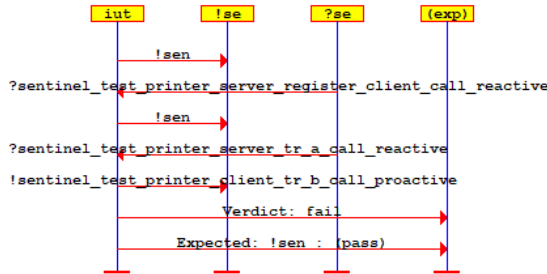 iut !se ?se (exp)
!sen
?sentinel_test_printer_server_register_client_call_reactive
!sen
?sentinel_test_printer_server_tr_a_call_reactive
!sentinel_test_printer_client_tr_b_call_proactive
Verdict: fail
Expected: !sen : (pass)